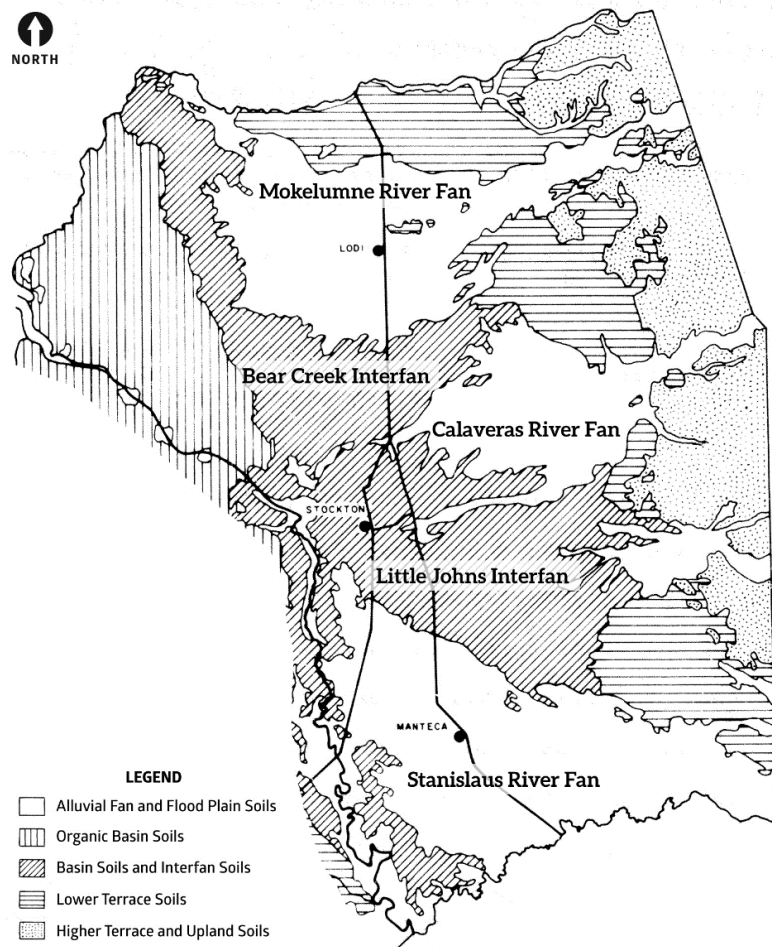 NORTH
Mokelumne River Fan
LODI
Bear Creek Interfan
Calaveras River Fan
STOCKTON
Little Johns Interfan
MANTECA
Stanislaus River Fan
LEGEND
Alluvial Fan and Flood Plain Soils
Organic Basin Soils
Basin Soils and Interfan Soils
Lower Terrace Soils
Higher Terrace and Upland Soils